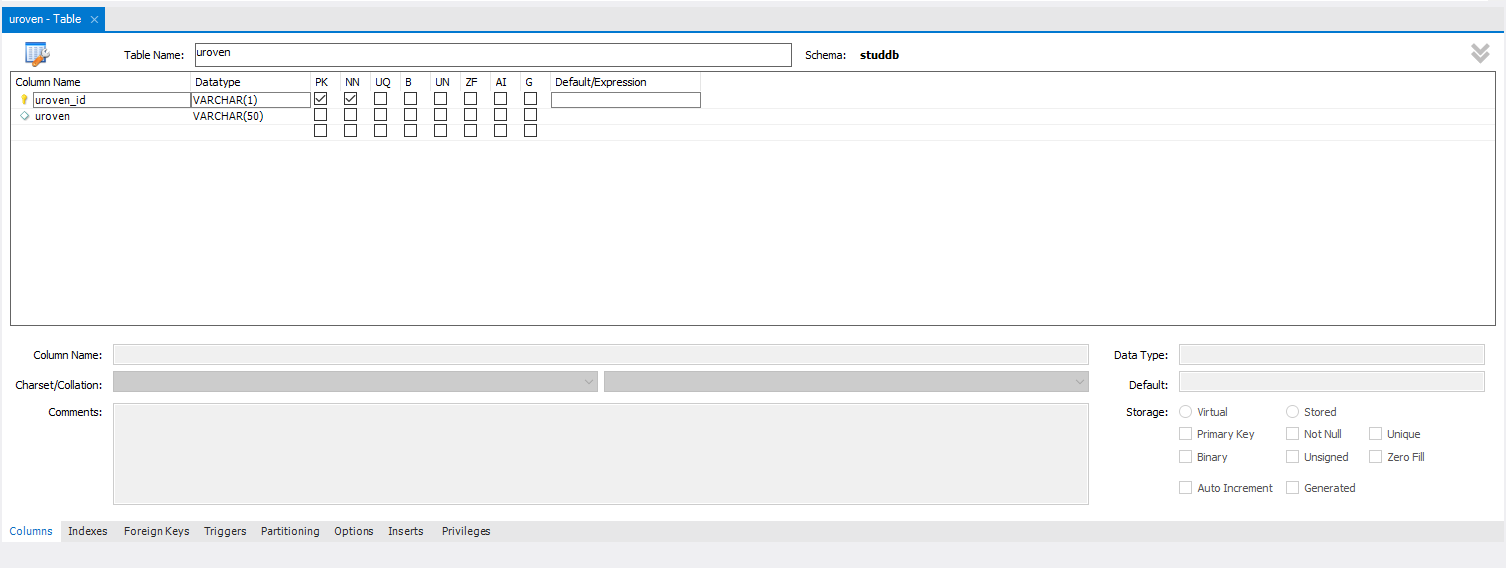 uroven - Table
Table Name: uroven Schema: studdb
Column Name Datatype PK NN UQ B UN ZF AI G Default/Expression
uroven_id VARCHAR(1)
uroven VARCHAR(50)
Column Name: Data Type:
Charset/Collation: Default:
Comments: Storage: Virtual Stored
Primary Key Not Null Unique
Binary Unsigned Zero Fill
Auto Increment Generated
Columns Indexes Foreign Keys Triggers Partitioning Options Inserts Privileges